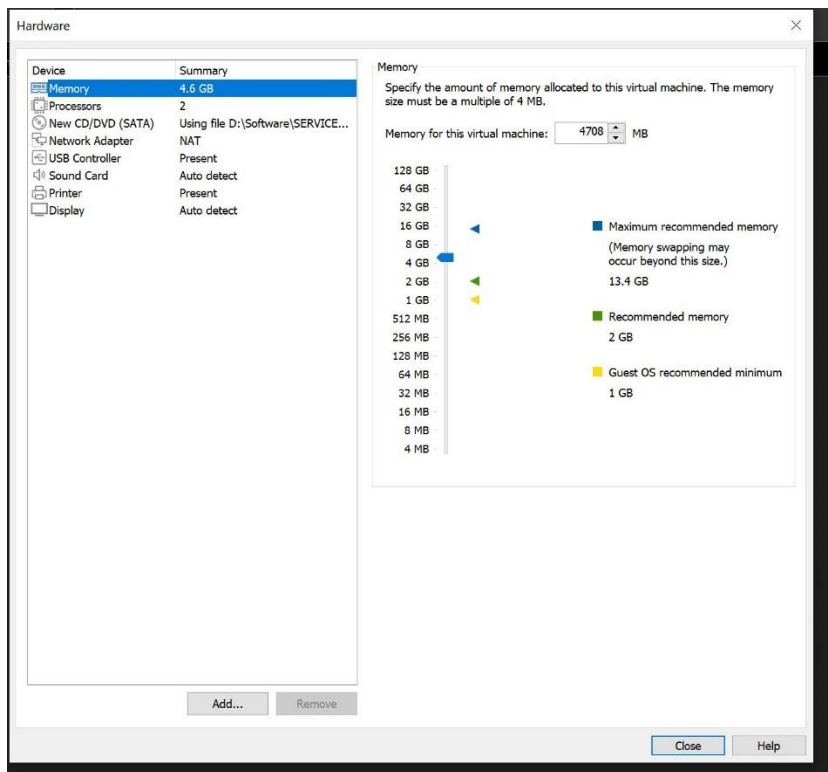 Hardware
Device Summary
Memory 4.6 GB
Processors 2
New CD/DVD (SATA) Using file D:\Software\SERVICE...
Network Adapter NAT
USB Controller Present
Sound Card Auto detect
Printer Present
Display Auto detect
Add...
Remove
Memory
Specify the amount of memory allocated to this virtual machine. The memory
size must be a multiple of 4 MB.
Memory for this virtual machine: 4708 MB
128 GB
64 GB
32 GB
16 GB
8 GB
4 GB
2 GB
1 GB
512 MB
256 MB
128 MB
64 MB
32 MB
16 MB
8 MB
4 MB
Maximum recommended memory
(Memory swapping may
occur beyond this size.)
13.4 GB
Recommended memory
2 GB
Guest OS recommended minimum
1 GB
Close
Help